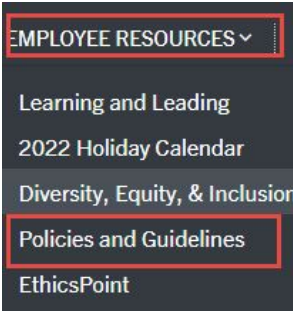 EMPLOYEE RESOURCES
Learning and Leading
2022 Holiday Calendar
Diversity, Equity, & Inclusion
Policies and Guidelines
EthicsPoint